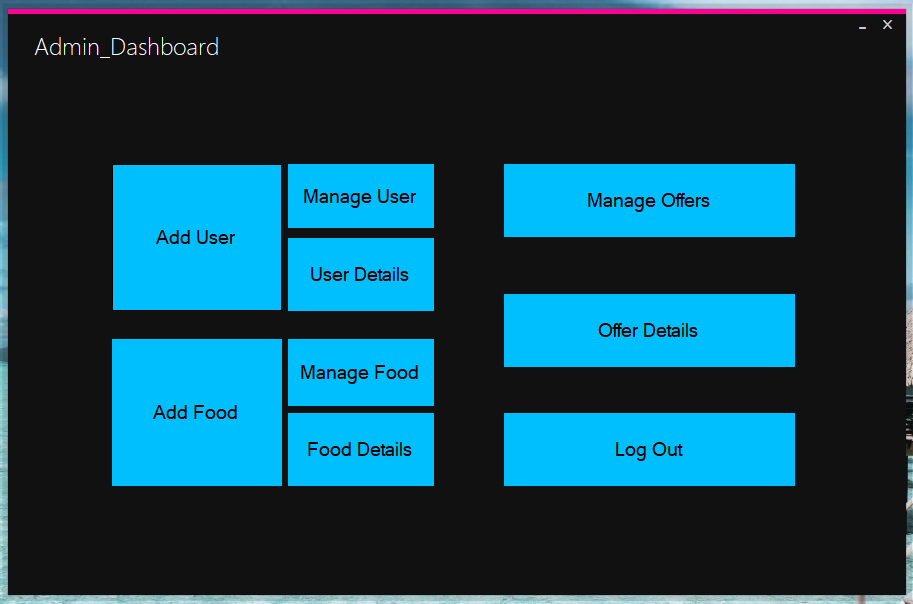 Admin_Dashboard
Add User
Manage User
User Details
Add Food
Manage Food
Food Details
Manage Offers
Offer Details
Log Out